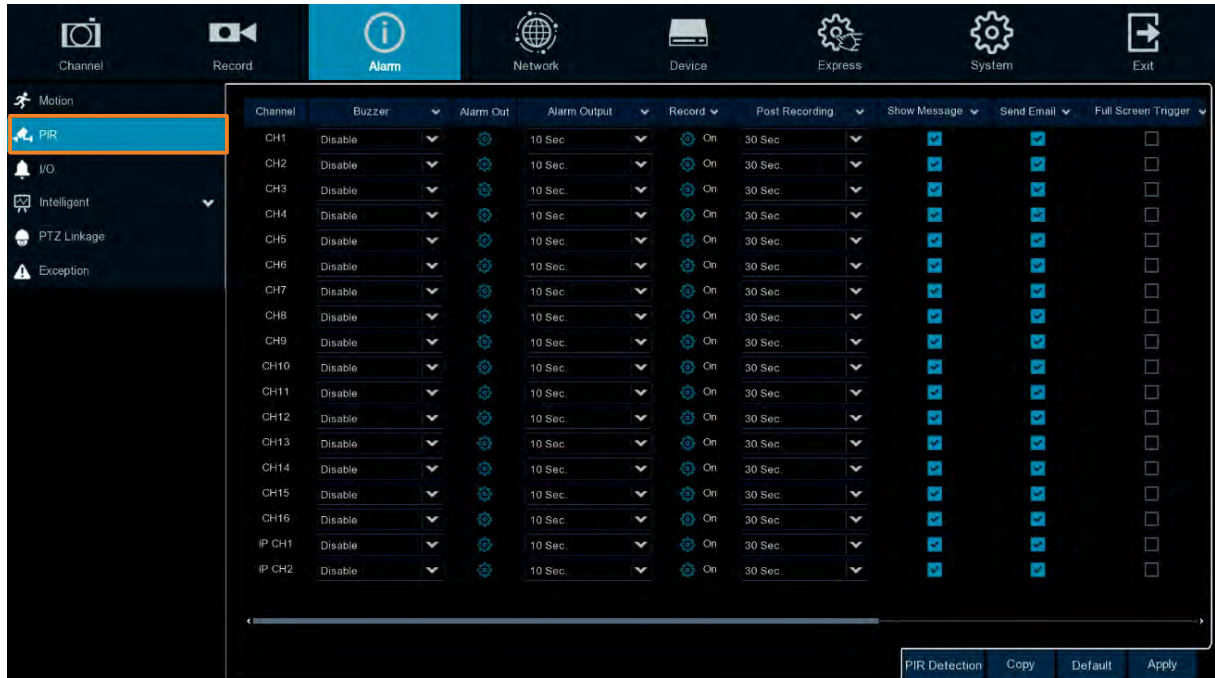 Channel Record Alarm Network Device Express System Exit
Motion
PIR
I/O
Intelligent
PTZ Linkage
Exception
Channel Buzzer Alarm Out Alarm Output Record Post Recording Show Message Send Email Full Screen Trigger
CH1 Disable 10 Sec. On 30 Sec.
CH2 Disable 10 Sec. On 30 Sec.
CH3 Disable 10 Sec. On 30 Sec.
CH4 Disable 10 Sec. On 30 Sec.
CH5 Disable 10 Sec. On 30 Sec.
CH6 Disable 10 Sec. On 30 Sec.
CH7 Disable 10 Sec. On 30 Sec.
CH8 Disable 10 Sec. On 30 Sec.
CH9 Disable 10 Sec. On 30 Sec.
CH10 Disable 10 Sec. On 30 Sec.
CH11 Disable 10 Sec. On 30 Sec.
CH12 Disable 10 Sec. On 30 Sec.
CH13 Disable 10 Sec. On 30 Sec.
CH14 Disable 10 Sec. On 30 Sec.
CH15 Disable 10 Sec. On 30 Sec.
CH16 Disable 10 Sec. On 30 Sec.
IP CH1 Disable 10 Sec. On 30 Sec.
IP CH2 Disable 10 Sec. On 30 Sec.
PIR Detection Copy Default Apply